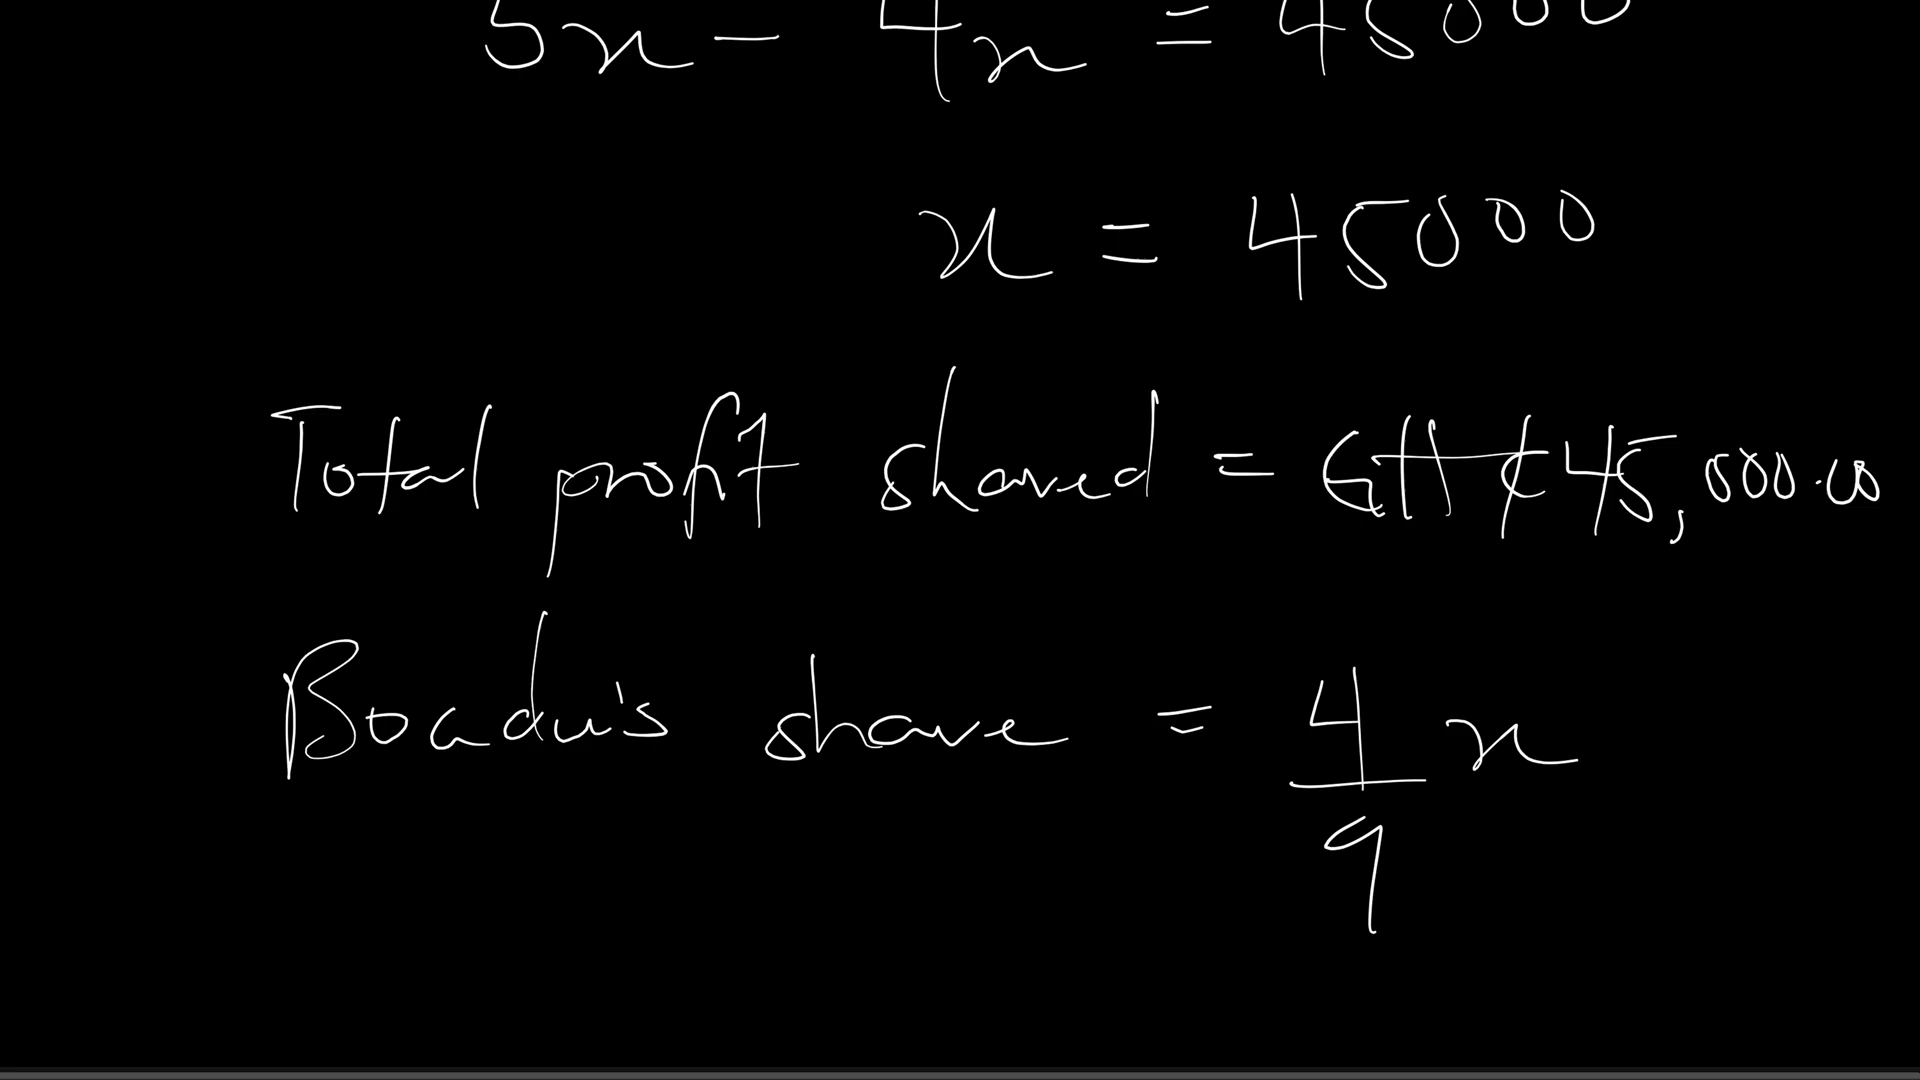 5x - 4x = 45000
x = 45000
Total profit shared = GH ¢ 45,000.00
Boadu's share = 4/9 x